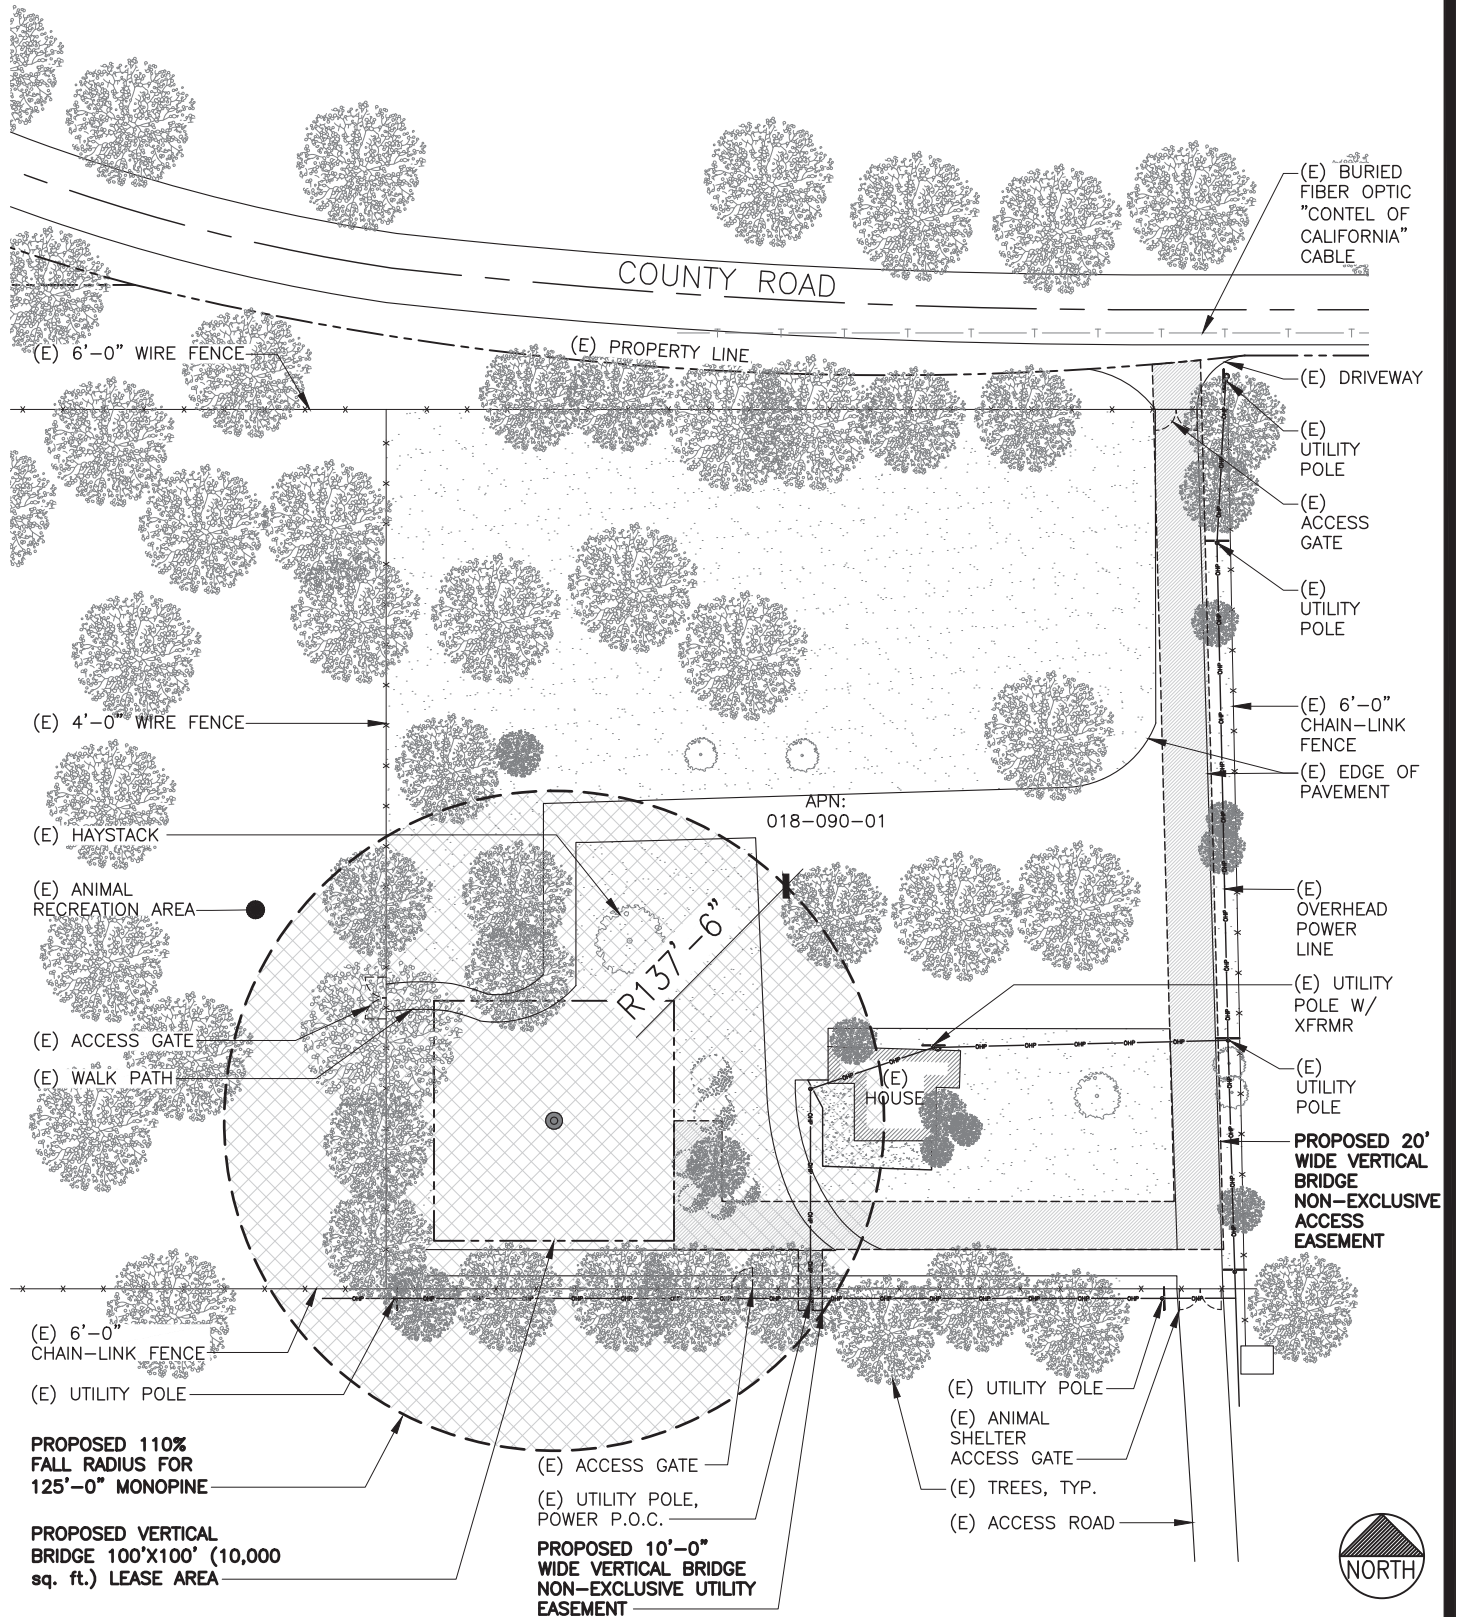 (E) BURIED
FIBER OPTIC
"CONTEL OF
CALIFORNIA"
CABLE
COUNTY ROAD
(E) PROPERTY LINE
(E) 6'-0" WIRE FENCE
(E) DRIVEWAY
(E)
UTILITY
POLE
(E)
ACCESS
GATE
(E)
UTILITY
POLE
(E) 4'-0" WIRE FENCE
(E) 6'-0"
CHAIN-LINK
FENCE
(E) EDGE OF
PAVEMENT
APN:
018-090-01
(E) HAYSTACK
(E) ANIMAL
RECREATION AREA
(E)
OVERHEAD
POWER
LINE
R137'-6"
(E) UTILITY
POLE W/
XFRMR
(E) ACCESS GATE
(E) WALK PATH
(E)
HOUSE
(E)
UTILITY
POLE
PROPOSED 20'
WIDE VERTICAL
BRIDGE
NON-EXCLUSIVE
ACCESS
EASEMENT
(E) 6'-0"
CHAIN-LINK FENCE
(E) UTILITY POLE
PROPOSED 110%
FALL RADIUS FOR
125'-0" MONOPINE
PROPOSED VERTICAL
BRIDGE 100'X100' (10,000
sq. ft.) LEASE AREA
(E) ACCESS GATE
(E) UTILITY POLE,
POWER P.O.C.
PROPOSED 10'-0"
WIDE VERTICAL BRIDGE
NON-EXCLUSIVE UTILITY
EASEMENT
(E) UTILITY POLE
(E) ANIMAL
SHELTER
ACCESS GATE
(E) TREES, TYP.
(E) ACCESS ROAD
NORTH
OHP
OHP
OHP
OHP